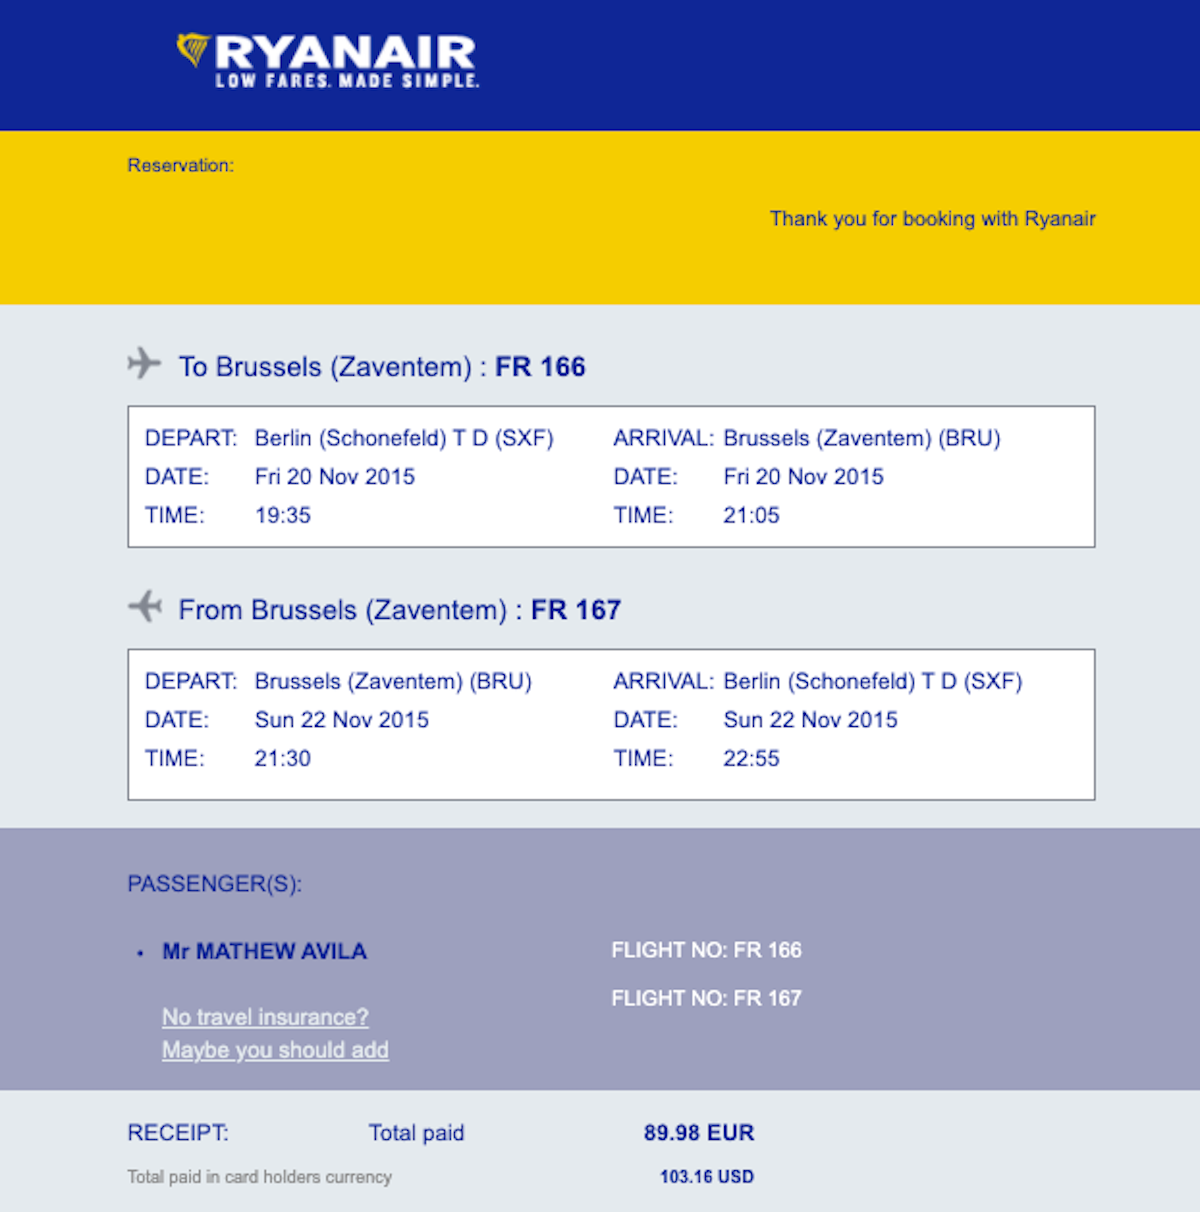 RYANAIR
LOW FARES. MADE SIMPLE.
Reservation:
Thank you for booking with Ryanair
To Brussels (Zaventem) : FR 166
DEPART: Berlin (Schonefeld) T D (SXF) ARRIVAL: Brussels (Zaventem) (BRU)
DATE: Fri 20 Nov 2015 DATE: Fri 20 Nov 2015
TIME: 19:35 TIME: 21:05
From Brussels (Zaventem) : FR 167
DEPART: Brussels (Zaventem) (BRU) ARRIVAL: Berlin (Schonefeld) T D (SXF)
DATE: Sun 22 Nov 2015 DATE: Sun 22 Nov 2015
TIME: 21:30 TIME: 22:55
PASSENGER(S):
• Mr MATHEW AVILA FLIGHT NO: FR 166
FLIGHT NO: FR 167
No travel insurance?
Maybe you should add
RECEIPT: Total paid 89.98 EUR
Total paid in card holders currency 103.16 USD